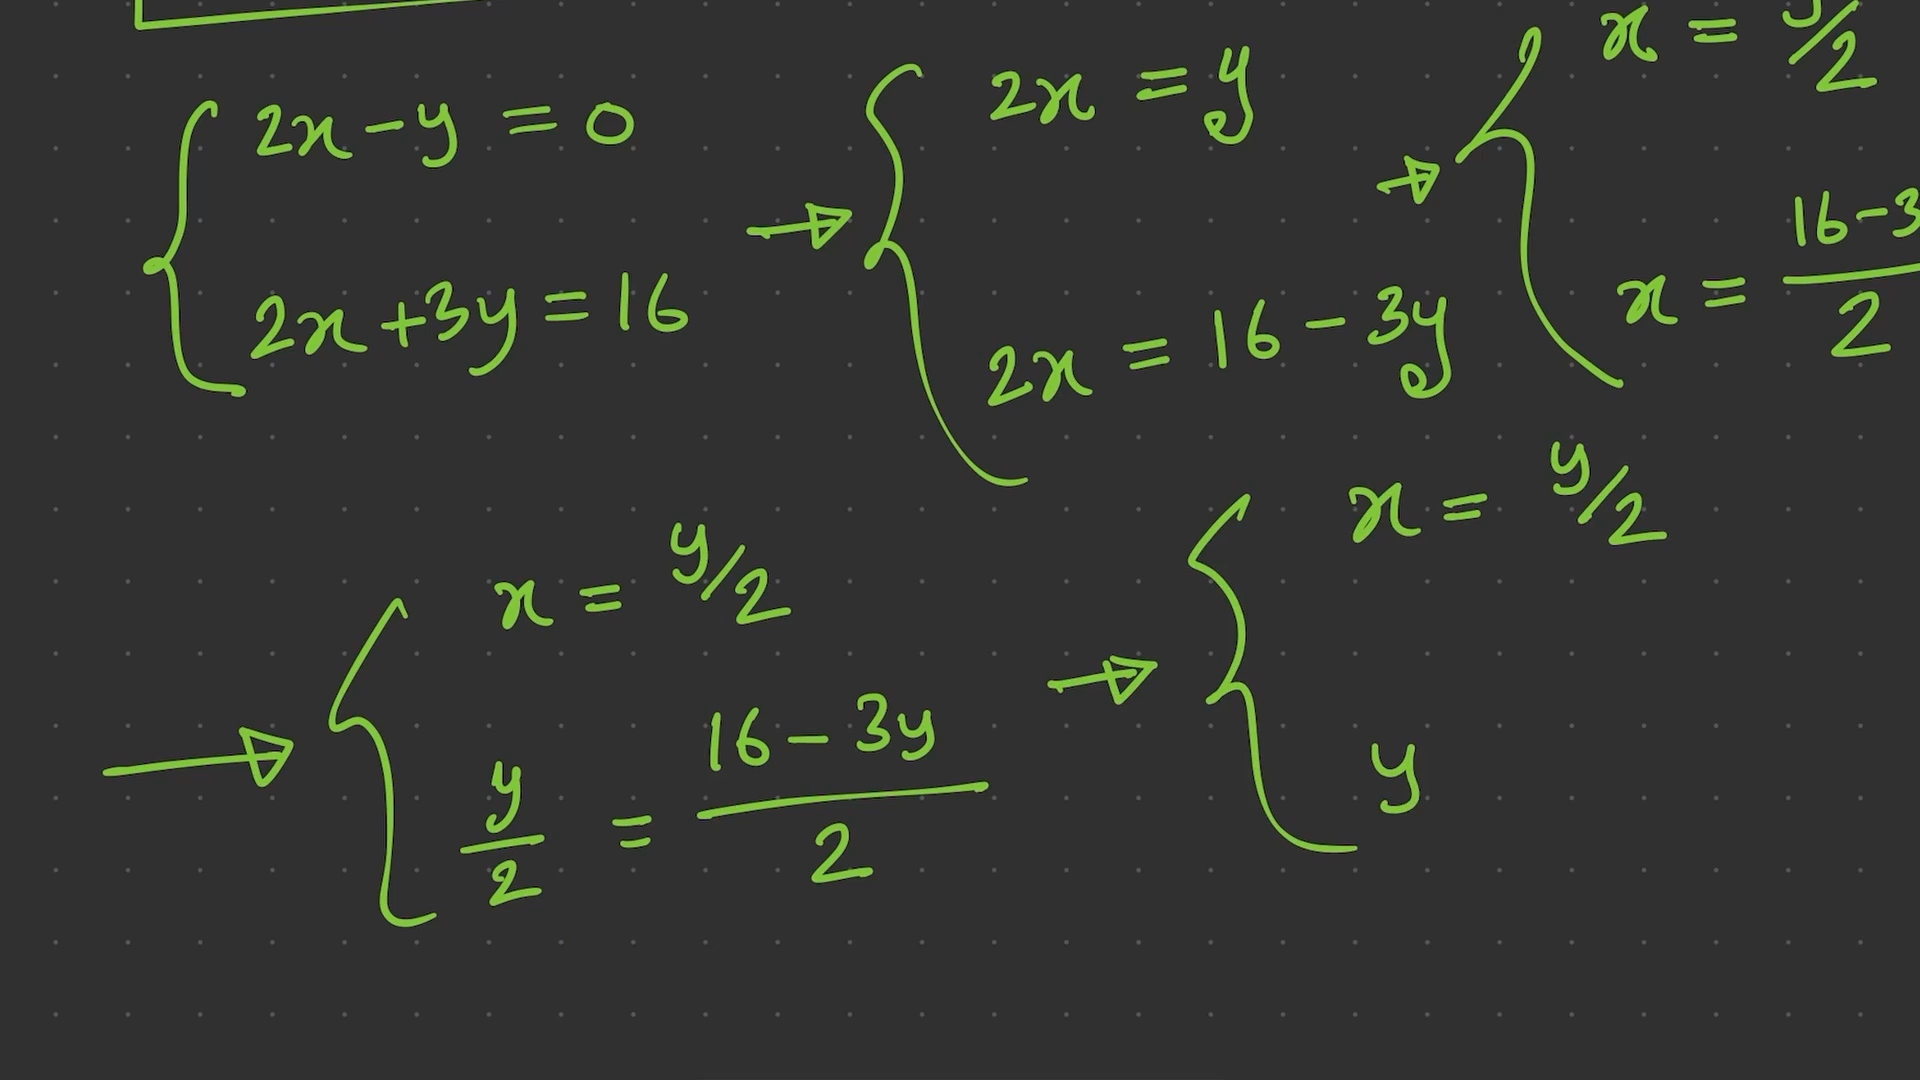 2x - y = 0
2x + 3y = 16
→
2x = y
2x = 16 - 3y
→
x = y/2
x = 16 - 3
2
→
x = y/2
y/2 = (16 - 3y)/2
→
x = y/2
y